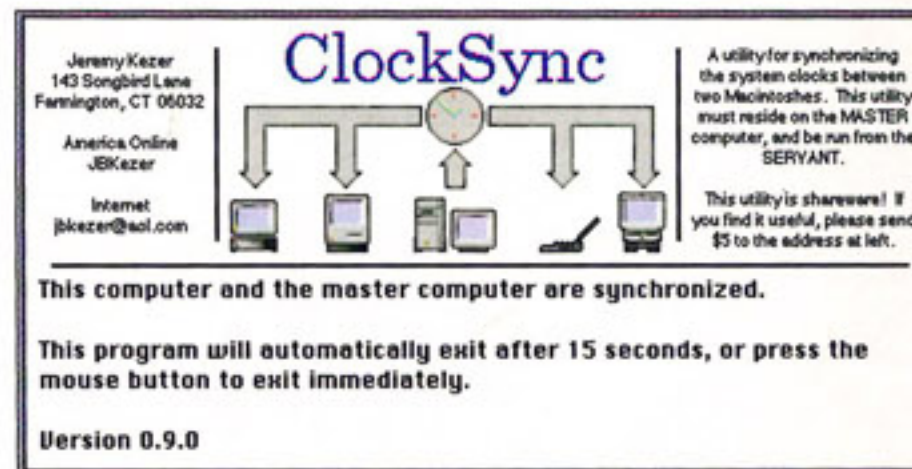 Jeremy Kezer
143 Songbird Lane
Farmington, CT 06032
America Online
JBKezer
Internet
jbkezer@aol.com
ClockSync
A utility for synchronizing
the system clocks between
two Macintoshes. This utility
must reside on the MASTER
computer, and be run from the
SERVANT.
This utility is shareware! If
you find it useful, please send
$5 to the address at left.
This computer and the master computer are synchronized.
This program will automatically exit after 15 seconds, or press the
mouse button to exit immediately.
Version 0.9.0